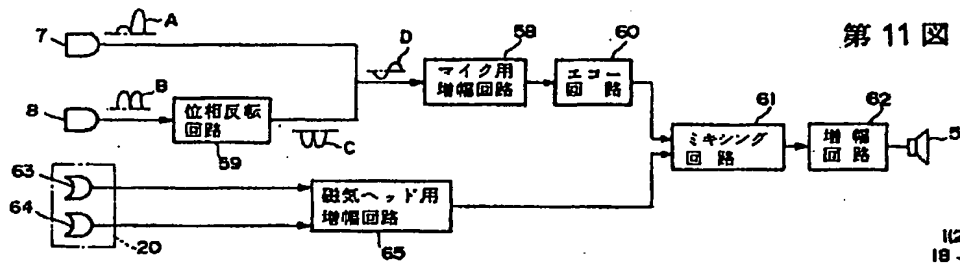 第11図
7
A
8
B
位相反転
回路
59
C
D
58
マイク用
増幅回路
60
エコー
回路
61
ミキシング
回路
62
増幅
回路
5
63
64
20
磁気ヘッド用
増幅回路
65
18